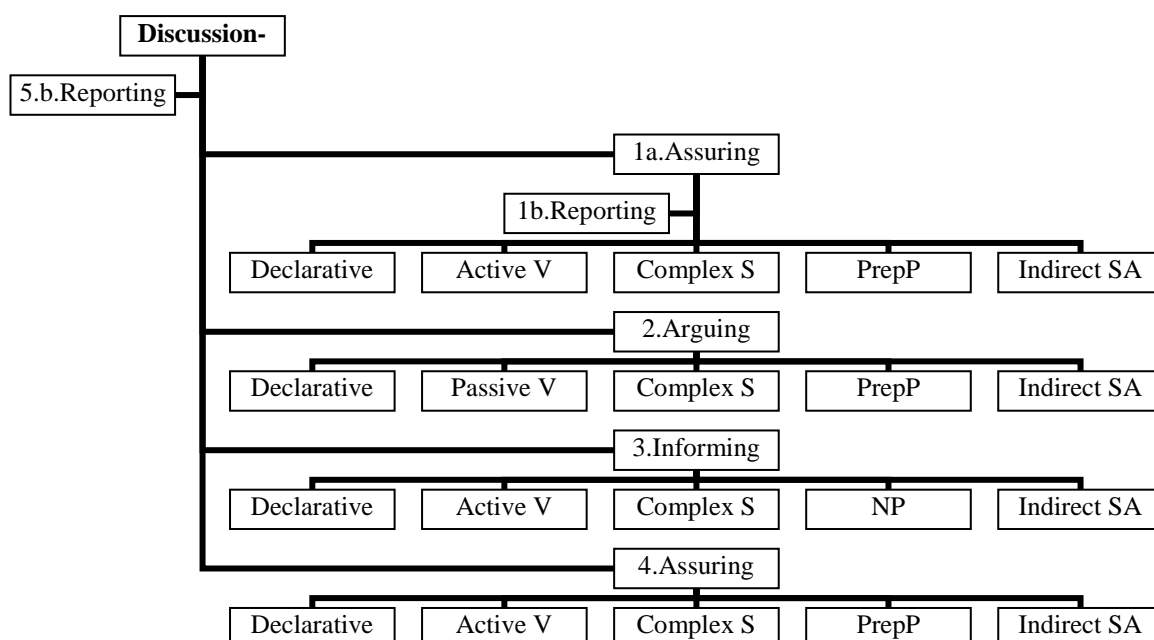 Discussion-
5.b.Reporting
1a.Assuring
1b.Reporting
Declarative Active V Complex S PrepP Indirect SA
2.Arguing
Declarative Passive V Complex S PrepP Indirect SA
3.Informing
Declarative Active V Complex S NP Indirect SA
4.Assuring
Declarative Active V Complex S PrepP Indirect SA